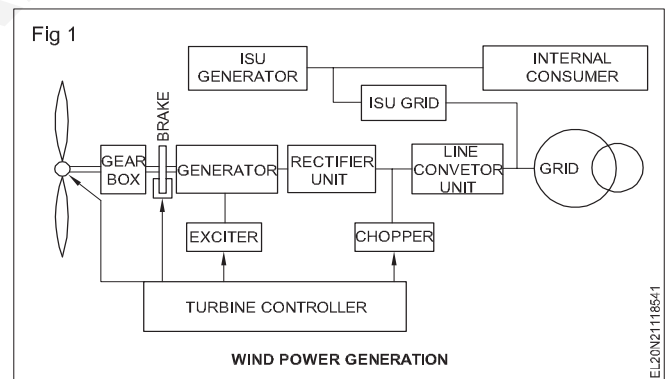 Fig 1
ISU
GENERATOR
INTERNAL
CONSUMER
ISU GRID
BRAKE
GEAR
BOX
GENERATOR
RECTIFIER
UNIT
LINE
CONVETOR
UNIT
GRID
EXCITER
CHOPPER
TURBINE CONTROLLER
WIND POWER GENERATION
EL20N21118541